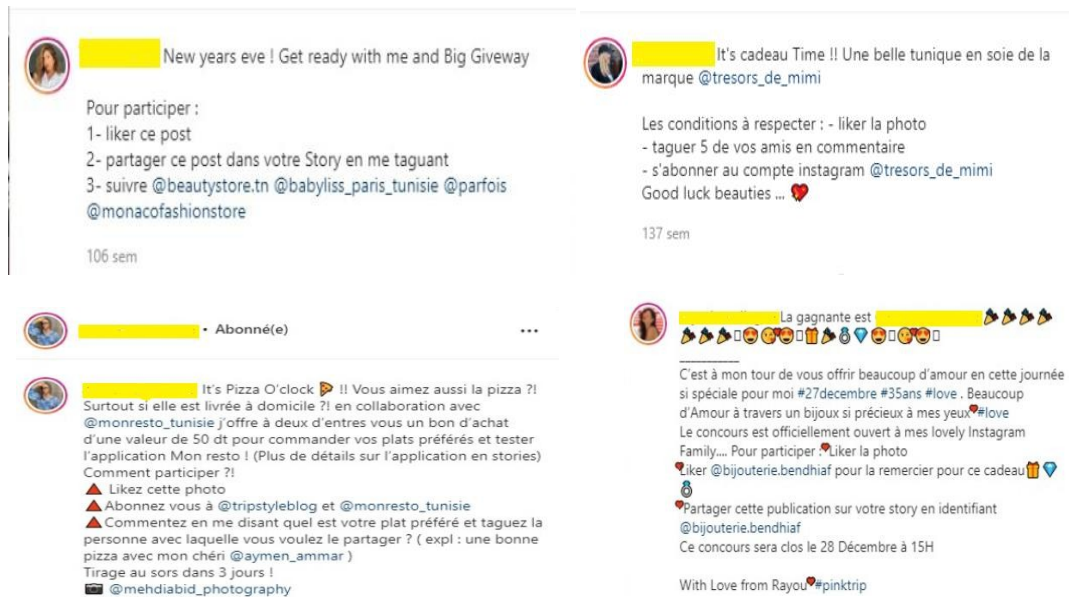 New years eve ! Get ready with me and Big Giveway
Pour participer :
1- liker ce post
2- partager ce post dans votre Story en me taguant
3- suivre @beautystore.tn @babyliss_paris_tunisie @parfois
@monacofashionstore
106 sem
It's cadeau Time !! Une belle tunique en soie de la
marque @tresors_de_mimi
Les conditions à respecter : - liker la photo
- taguer 5 de vos amis en commentaire
- s'abonner au compte instagram @tresors_de_mimi
Good luck beauties ... 💘
137 sem
• Abonné(e) ...
It's Pizza O'clock 🍕 !! Vous aimez aussi la pizza ?!
Surtout si elle est livrée à domicile ?! en collaboration avec
@monresto_tunisie j'offre à deux d'entres vous un bon d'achat
d'une valeur de 50 dt pour commander vos plats préférés et tester
l'application Mon resto ! (Plus de détails sur l'application en stories)
Comment participer ?!
🔺 Likez cette photo
🔺Abonnez vous à @tripstyleblog et @monresto_tunisie
🔺Commentez en me disant quel est votre plat préféré et taguez la
personne avec laquelle vous voulez le partager ? ( expl : une bonne
pizza avec mon chéri @aymen_ammar )
Tirage au sors dans 3 jours !
📷 @mehdiabid_photography
La gagnante est 🎉🎉🎉🎉
🎉🎉🎉😍😘😍🎁🎉💍💎😍😘😍
___________
C'est à mon tour de vous offrir beaucoup d'amour en cette journée
si spéciale pour moi #27decembre #35ans #love . Beaucoup
d'Amour à travers un bijou si précieux à mes yeux❣#love
Le concours est officiellement ouvert à mes lovely Instagram
Family.... Pour participer :❣Liker la photo
❣Liker @bijouterie.bendhiaf pour la remercier pour ce cadeau🎁💎
💍
❣Partager cette publication sur votre story en identifiant
@bijouterie.bendhiaf
Ce concours sera clos le 28 Décembre à 15H
With Love from Rayou❣#pinktrip